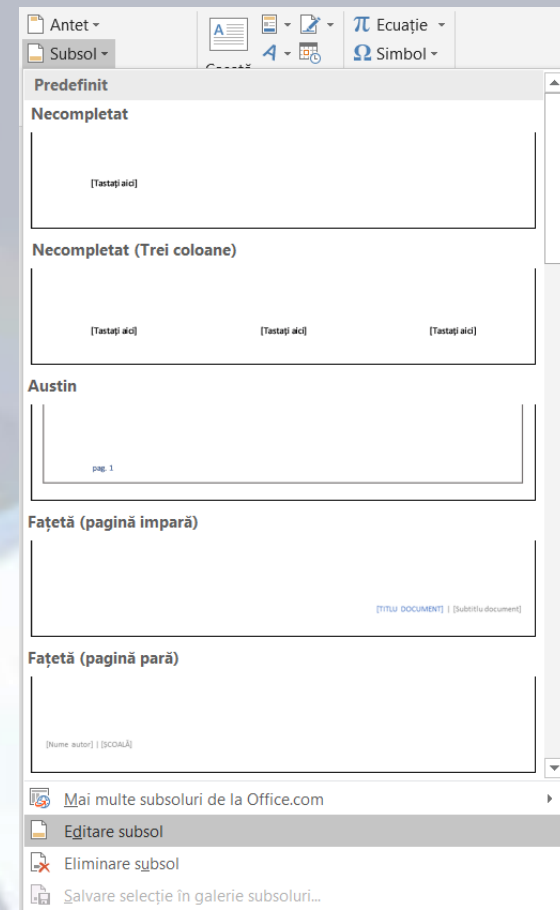 Antet
Subsol
A
A
π Ecuație
Ω Simbol
Predefinit
Necompletat
[Tastați aici]
Necompletat (Trei coloane)
[Tastați aici] [Tastați aici] [Tastați aici]
Austin
pag. 1
Fațetă (pagină impară)
[TITLU DOCUMENT] | [Subtitlu document]
Fațetă (pagină pară)
[Nume autor] | [ȘCOALĂ]
Mai multe subsoluri de la Office.com
Editare subsol
Eliminare subsol
Salvare selecție în galerie subsoluri...